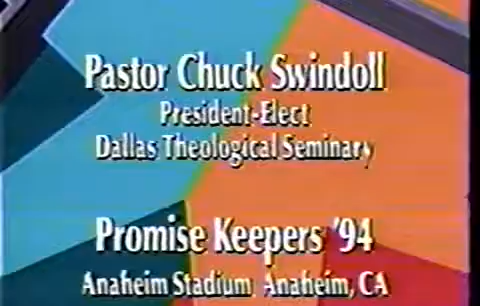 Pastor Chuck Swindoll
President-Elect
Dallas Theological Seminary
Promise Keepers '94
Anaheim Stadium, Anaheim, CA